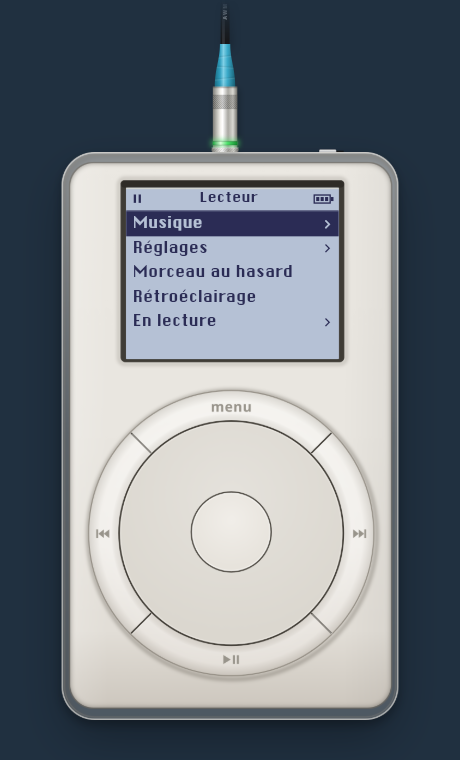 Lecteur
Musique
Réglages
Morceau au hasard
Rétroéclairage
En lecture
menu